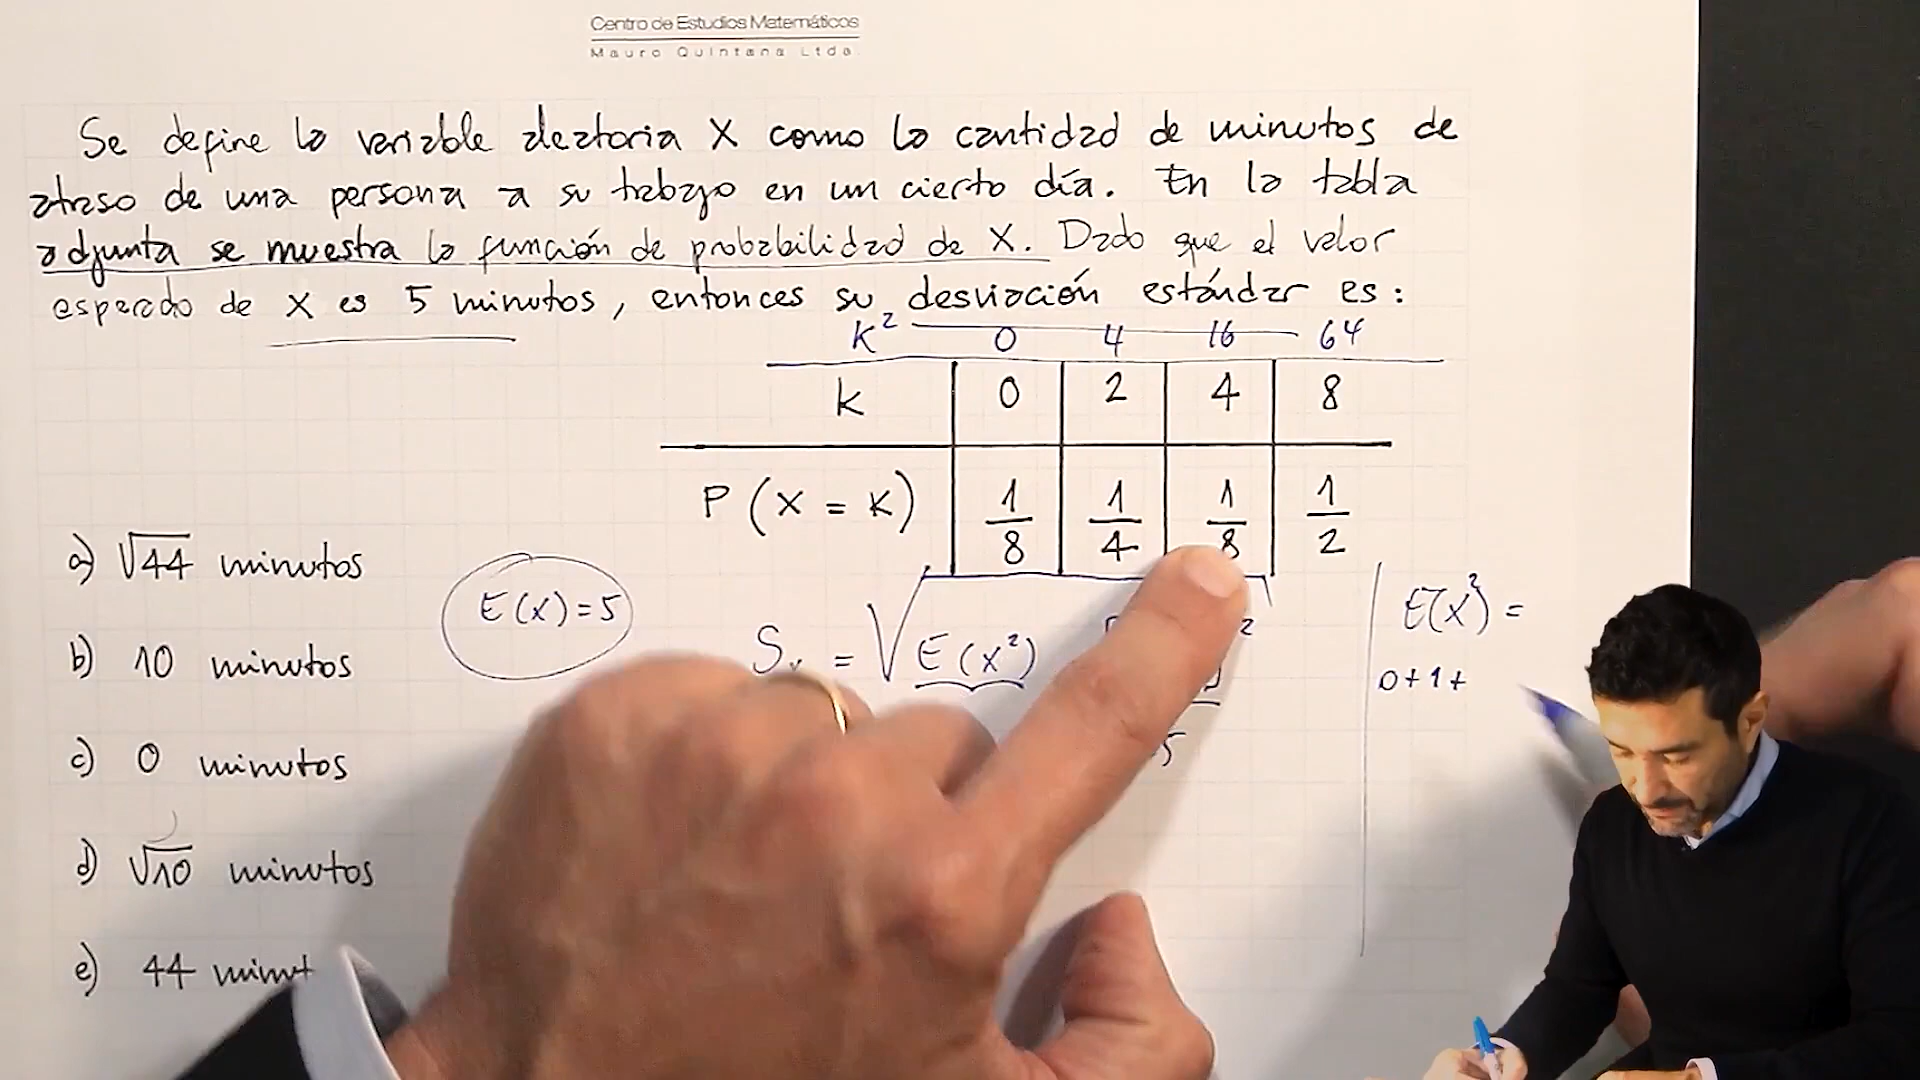 Centro de Estudios Matemáticos
Mauro Quintana Ltda.
Se define la variable aleatoria X como la cantidad de minutos de
atraso de una persona a su trabajo en un cierto día. En la tabla
adjunta se muestra la función de probabilidad de X. Dado que el valor
esperado de X es 5 minutos, entonces su desviación estándar es:
k² 0 4 16 64
k 0 2 4 8
P(X = k) 1/8 1/4 1/8 1/2
a) √44 minutos
b) 10 minutos
c) 0 minutos
d) √10 minutos
e) 44 minut
E(x)=5
= √ E(x²) ²
5
E(x²) =
0+1+